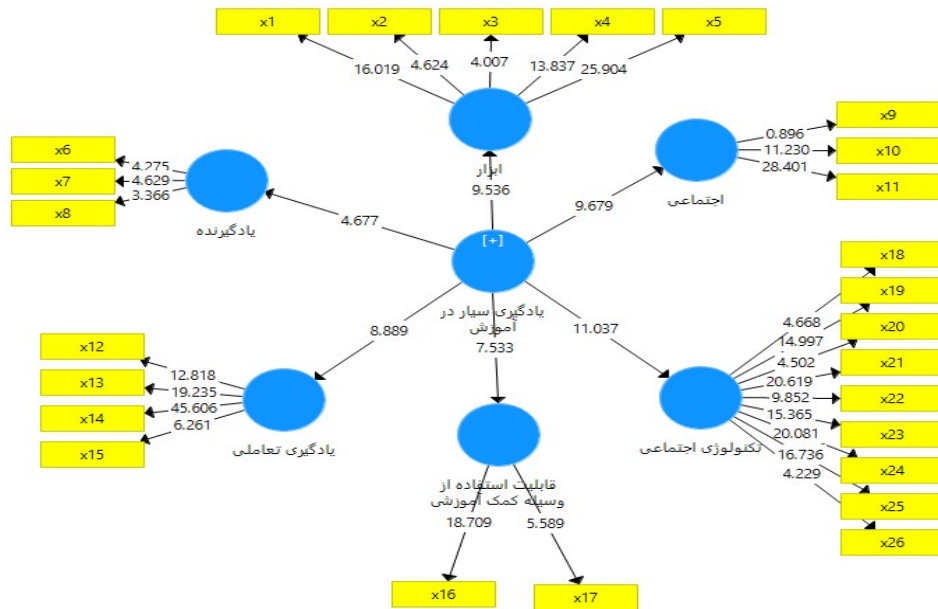 x1
x2
x3
x4
x5
16.019
4.624
4.007
13.837
25.904
ابزار
9.536
x6
x7
x8
4.275
4.629
3.366
یادگیرنده
4.677
x9
x10
x11
0.896
11.230
28.401
اجتماعی
9.679
[+]
یادگیری سیار در
آموزش
7.533
8.889
11.037
x12
x13
x14
x15
12.818
19.235
45.606
6.261
یادگیری تعاملی
قابلیت استفاده از
وسیله کمک آموزشی
18.709
5.589
x16
x17
x18
x19
x20
x21
x22
x23
x24
x25
x26
4.668
14.997
4.502
20.619
9.852
15.365
20.081
16.736
4.229
تکنولوژی اجتماعی